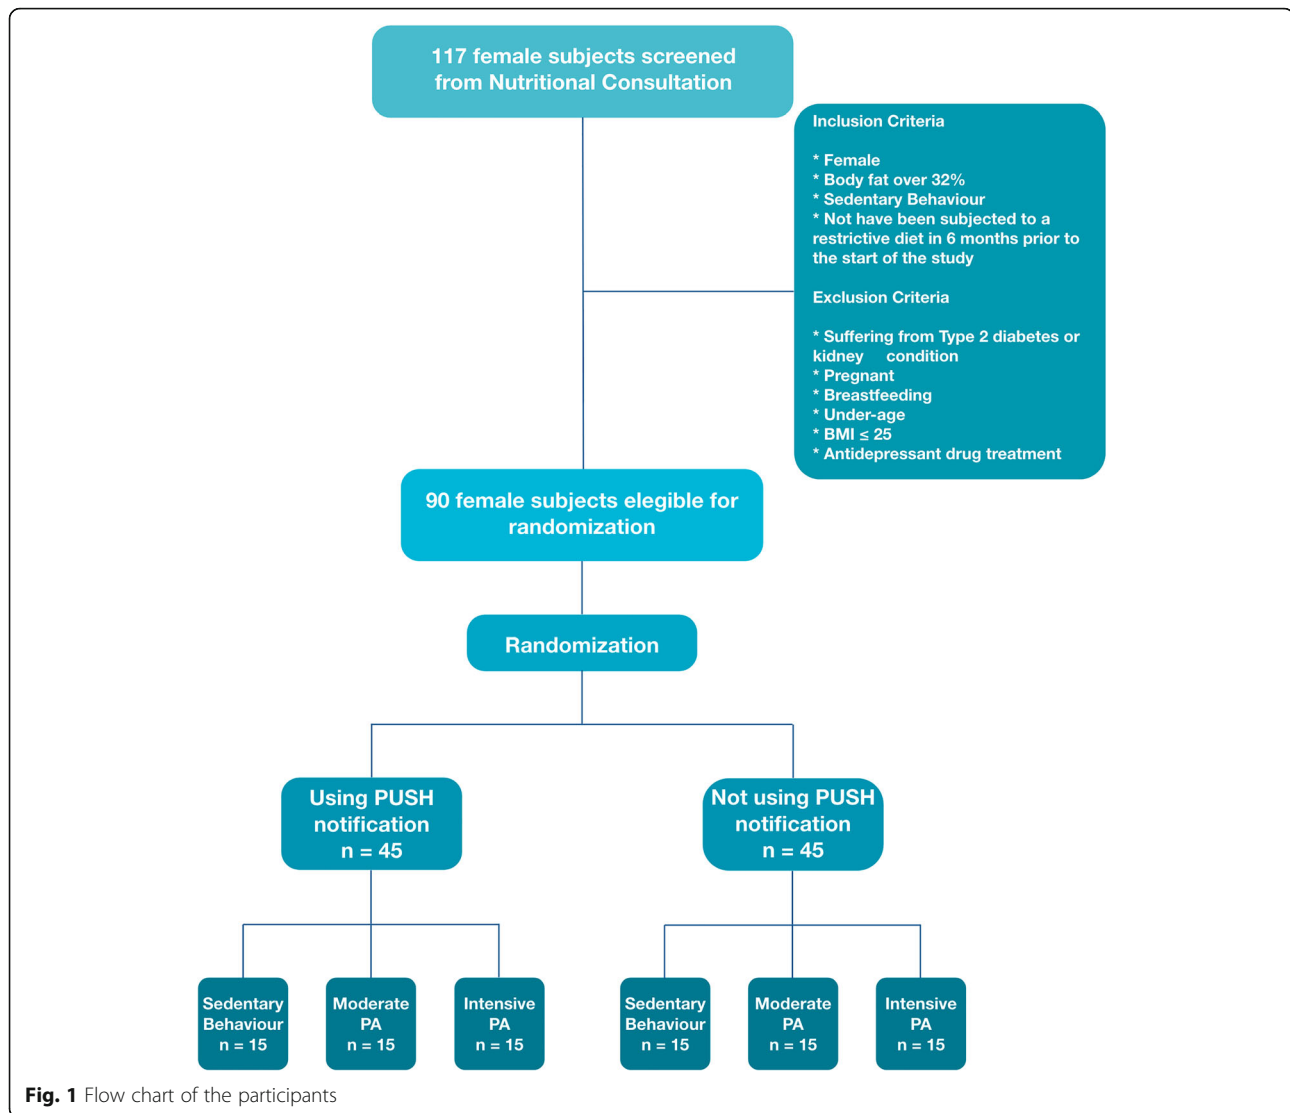 117 female subjects screened
from Nutritional Consultation
Inclusion Criteria
* Female
* Body fat over 32%
* Sedentary Behaviour
* Not have been subjected to a
restrictive diet in 6 months prior to
the start of the study
Exclusion Criteria
* Suffering from Type 2 diabetes or
kidney condition
* Pregnant
* Breastfeeding
* Under-age
* BMI ≤ 25
* Antidepressant drug treatment
90 female subjects elegible for
randomization
Randomization
Using PUSH
notification
n = 45
Not using PUSH
notification
n = 45
Sedentary
Behaviour
n = 15
Moderate
PA
n = 15
Intensive
PA
n = 15
Sedentary
Behaviour
n = 15
Moderate
PA
n = 15
Intensive
PA
n = 15
Fig. 1 Flow chart of the participants